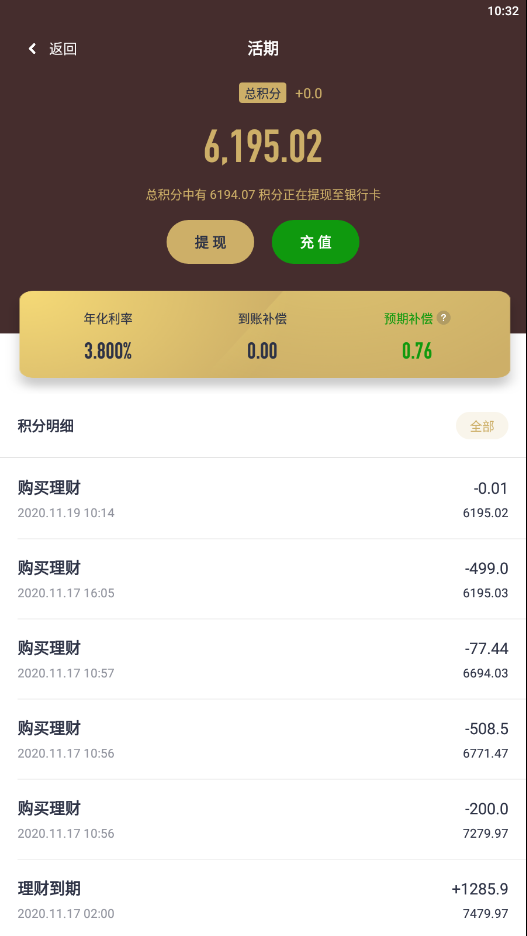 10:32
返回
活期
总积分 +0.0
6,195.02
总积分中有 6194.07 积分正在提现至银行卡
提现 充值
年化利率 到账补偿 预期补偿 ?
3.800% 0.00 0.76
积分明细 全部
购买理财 -0.01
2020.11.19 10:14 6195.02
购买理财 -499.0
2020.11.17 16:05 6195.03
购买理财 -77.44
2020.11.17 10:57 6694.03
购买理财 -508.5
2020.11.17 10:56 6771.47
购买理财 -200.0
2020.11.17 10:56 7279.97
理财到期 +1285.9
2020.11.17 02:00 7479.97